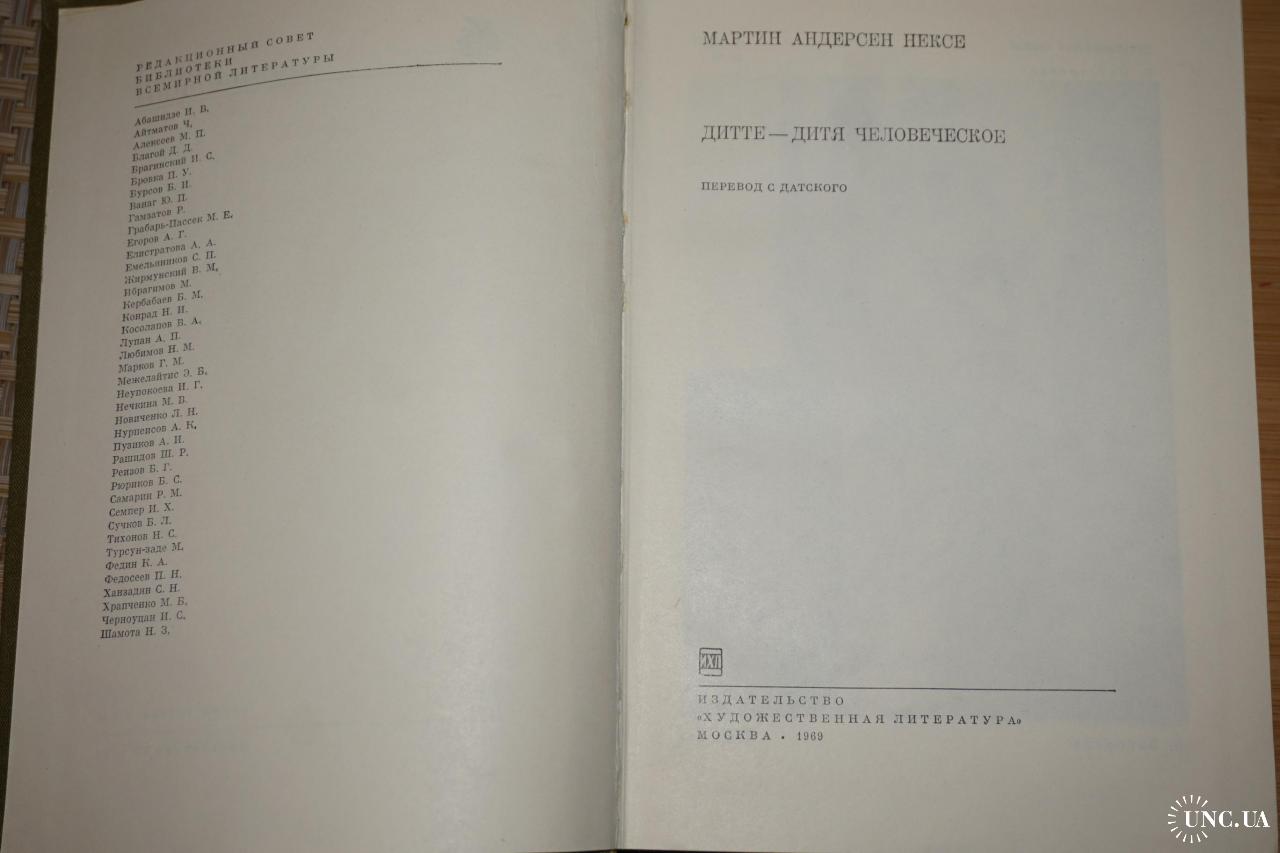 РЕДАКЦИОННЫЙ СОВЕТ
БИБЛИОТЕКИ
ВСЕМИРНОЙ ЛИТЕРАТУРЫ
Абашидзе И. В.
Айтматов Ч.
Алексеев М. П.
Благой Д. Д.
Брагинский И. С.
Бровка П. У.
Бурсов Б. И.
Ванаг Ю. П.
Гамзатов Р.
Грабарь-Пассек М. Е.
Егоров А. Г.
Елистратова А. А.
Емельяников С. П.
Жирмунский В. М.
Ибрагимов М.
Кербабаев Б. М.
Конрад Н. И.
Косолапов В. А.
Лупан А. П.
Любимов Н. М.
Марков Г. М.
Межелайтис Э. Б.
Неупокоева И. Г.
Нечкина М. В.
Новиченко Л. Н.
Нурпеисов А. К.
Пузиков А. И.
Рашидов Ш. Р.
Реизов Б. Г.
Рюриков Б. С.
Самарин Р. М.
Семпер И. Х.
Сучков Б. Л.
Тихонов Н. С.
Турсун-заде М.
Федин К. А.
Федосеев П. Н.
Ханзадян С. Н.
Храпченко М. Б.
Черноуцан И. С.
Шамота Н. З.
МАРТИН АНДЕРСЕН НЕКСЕ
ДИТТЕ — ДИТЯ ЧЕЛОВЕЧЕСКОЕ
ПЕРЕВОД С ДАТСКОГО
ИХЛ
ИЗДАТЕЛЬСТВО
«ХУДОЖЕСТВЕННАЯ ЛИТЕРАТУРА»
МОСКВА · 1969
UNC.UA